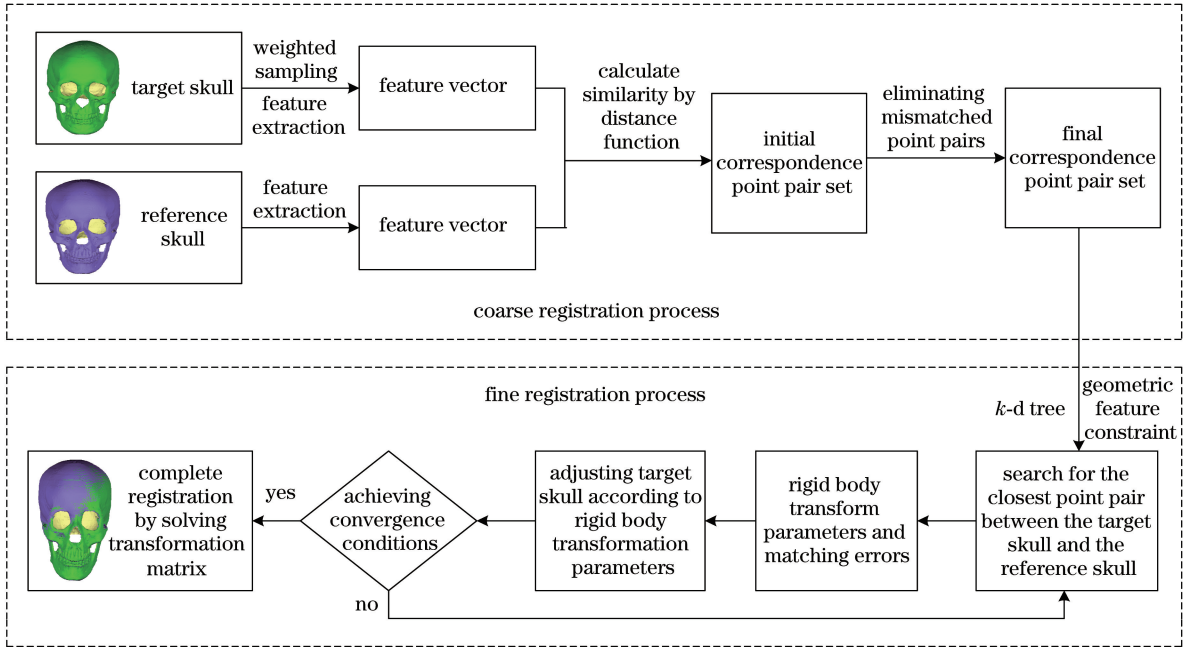 target skull
weighted
sampling
feature
extraction
feature vector
reference
skull
feature
extraction
feature vector
calculate
similarity by
distance
function
initial
correspondence
point pair set
eliminating
mismatched
point pairs
final
correspondence
point pair set
coarse registration process
fine registration process
k-d tree
geometric
feature
constraint
search for the
closest point pair
between the target
skull and the
reference skull
rigid body
transform
parameters and
matching errors
adjusting target
skull according to
rigid body
transformation
parameters
achieving
convergence
conditions
yes
no
complete
registration
by solving
transformation
matrix